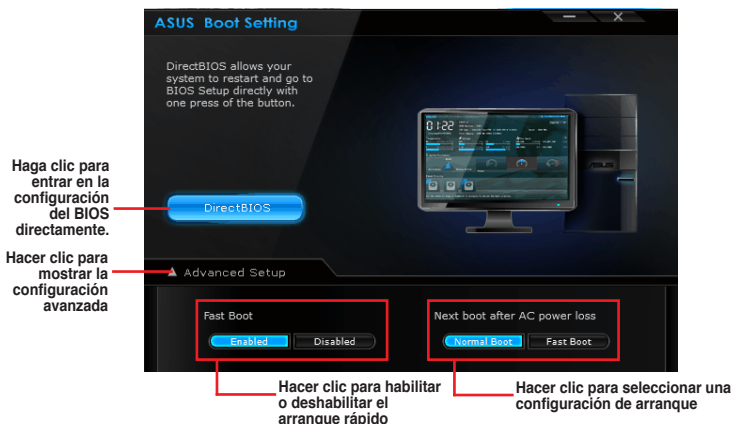 ASUS Boot Setting
DirectBIOS allows your
system to restart and go to
BIOS Setup directly with
one press of the button.
01:22
ASUS
Haga clic para
entrar en la
configuración
del BIOS
directamente.
DirectBIOS
Hacer clic para
mostrar la
configuración
avanzada
Advanced Setup
Fast Boot
Enabled
Disabled
Next boot after AC power loss
Normal Boot
Fast Boot
Hacer clic para habilitar
o deshabilitar el
arranque rápido
Hacer clic para seleccionar una
configuración de arranque